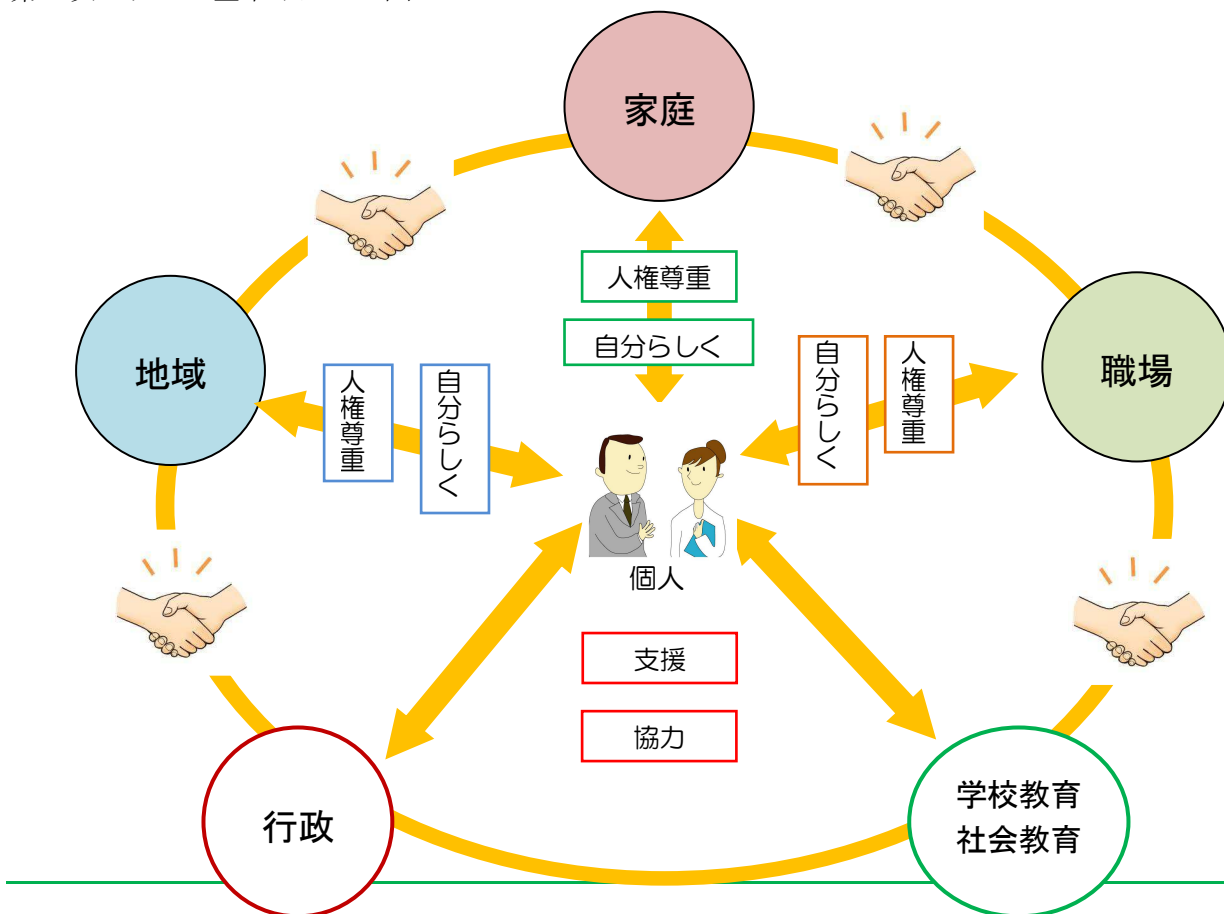 家庭
人権尊重
自分らしく
地域
人権尊重
自分らしく
自分らしく
人権尊重
職場
個人
支援
協力
行政
学校教育
社会教育